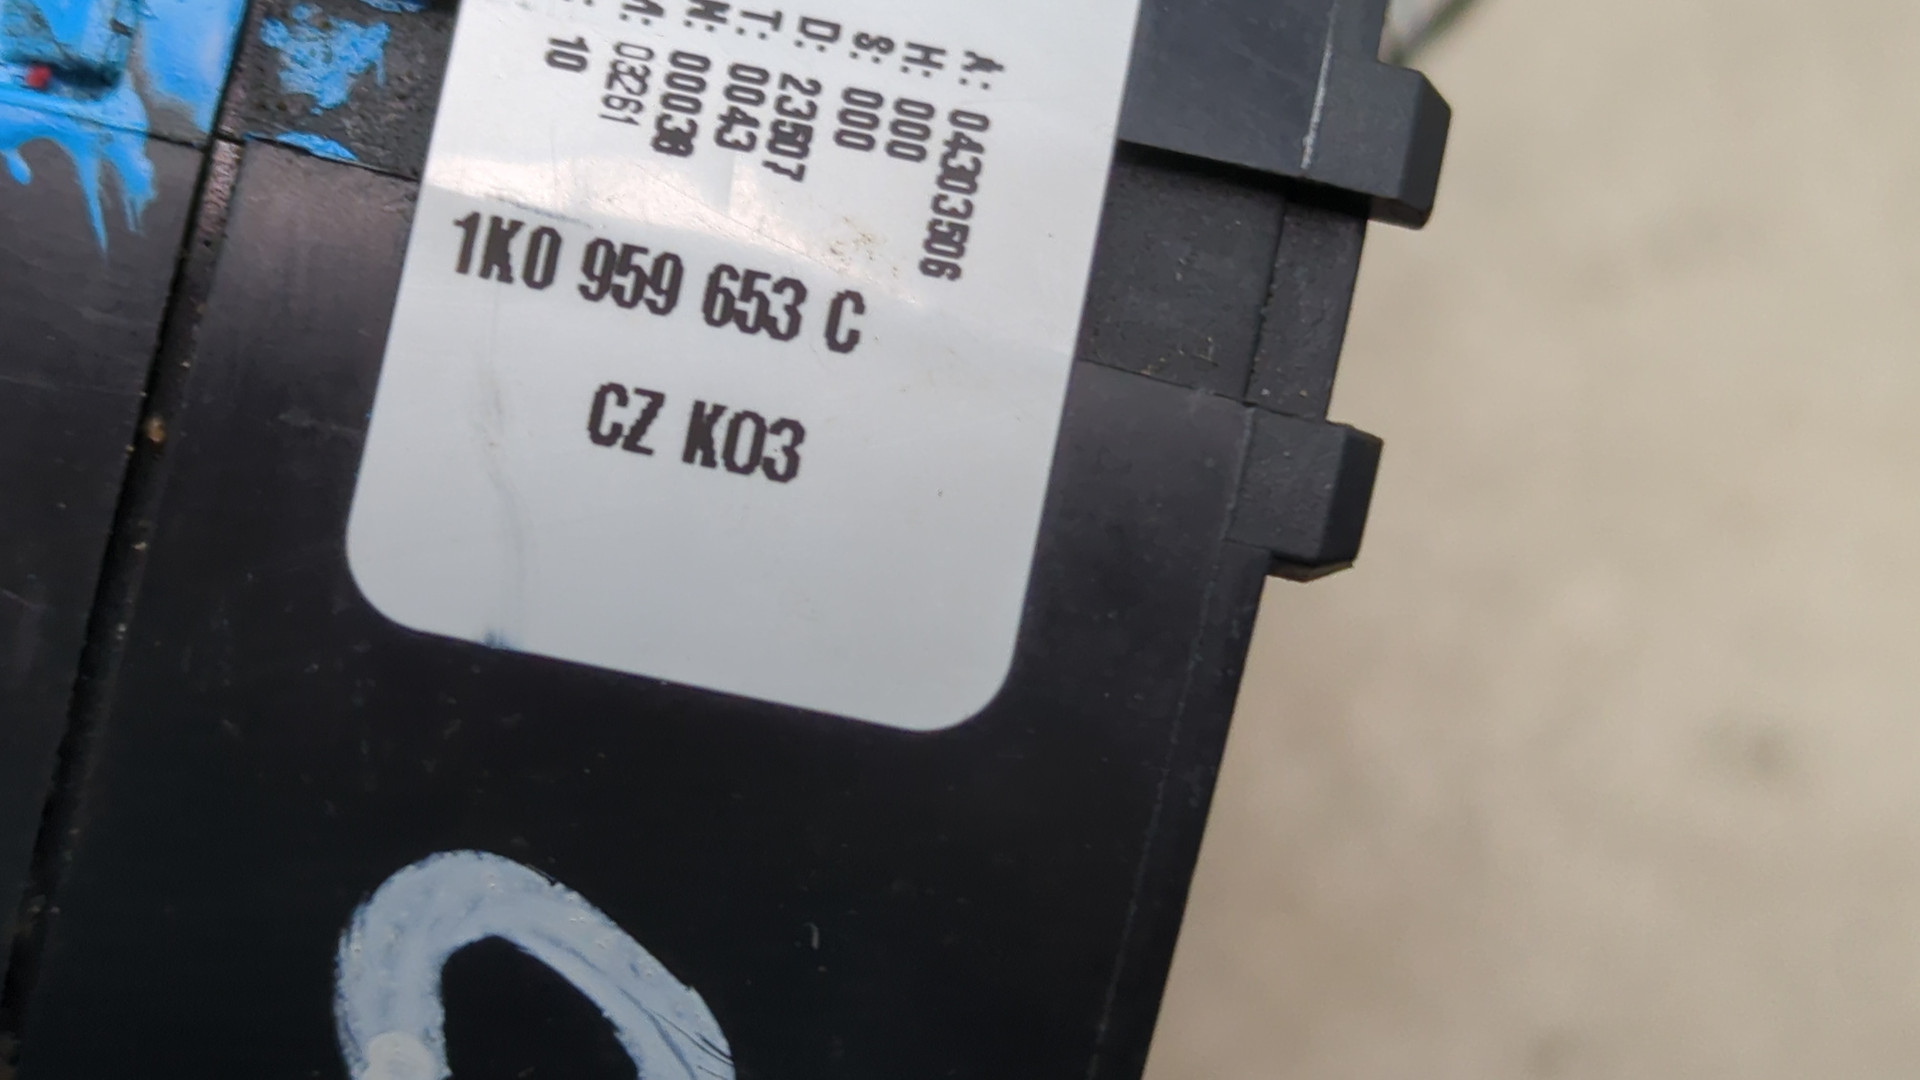 A: 04303506
H: 000
S: 000
D: 23507
T: 0043
N: 00038
03261
10
1K0 959 653 C
CZ K03